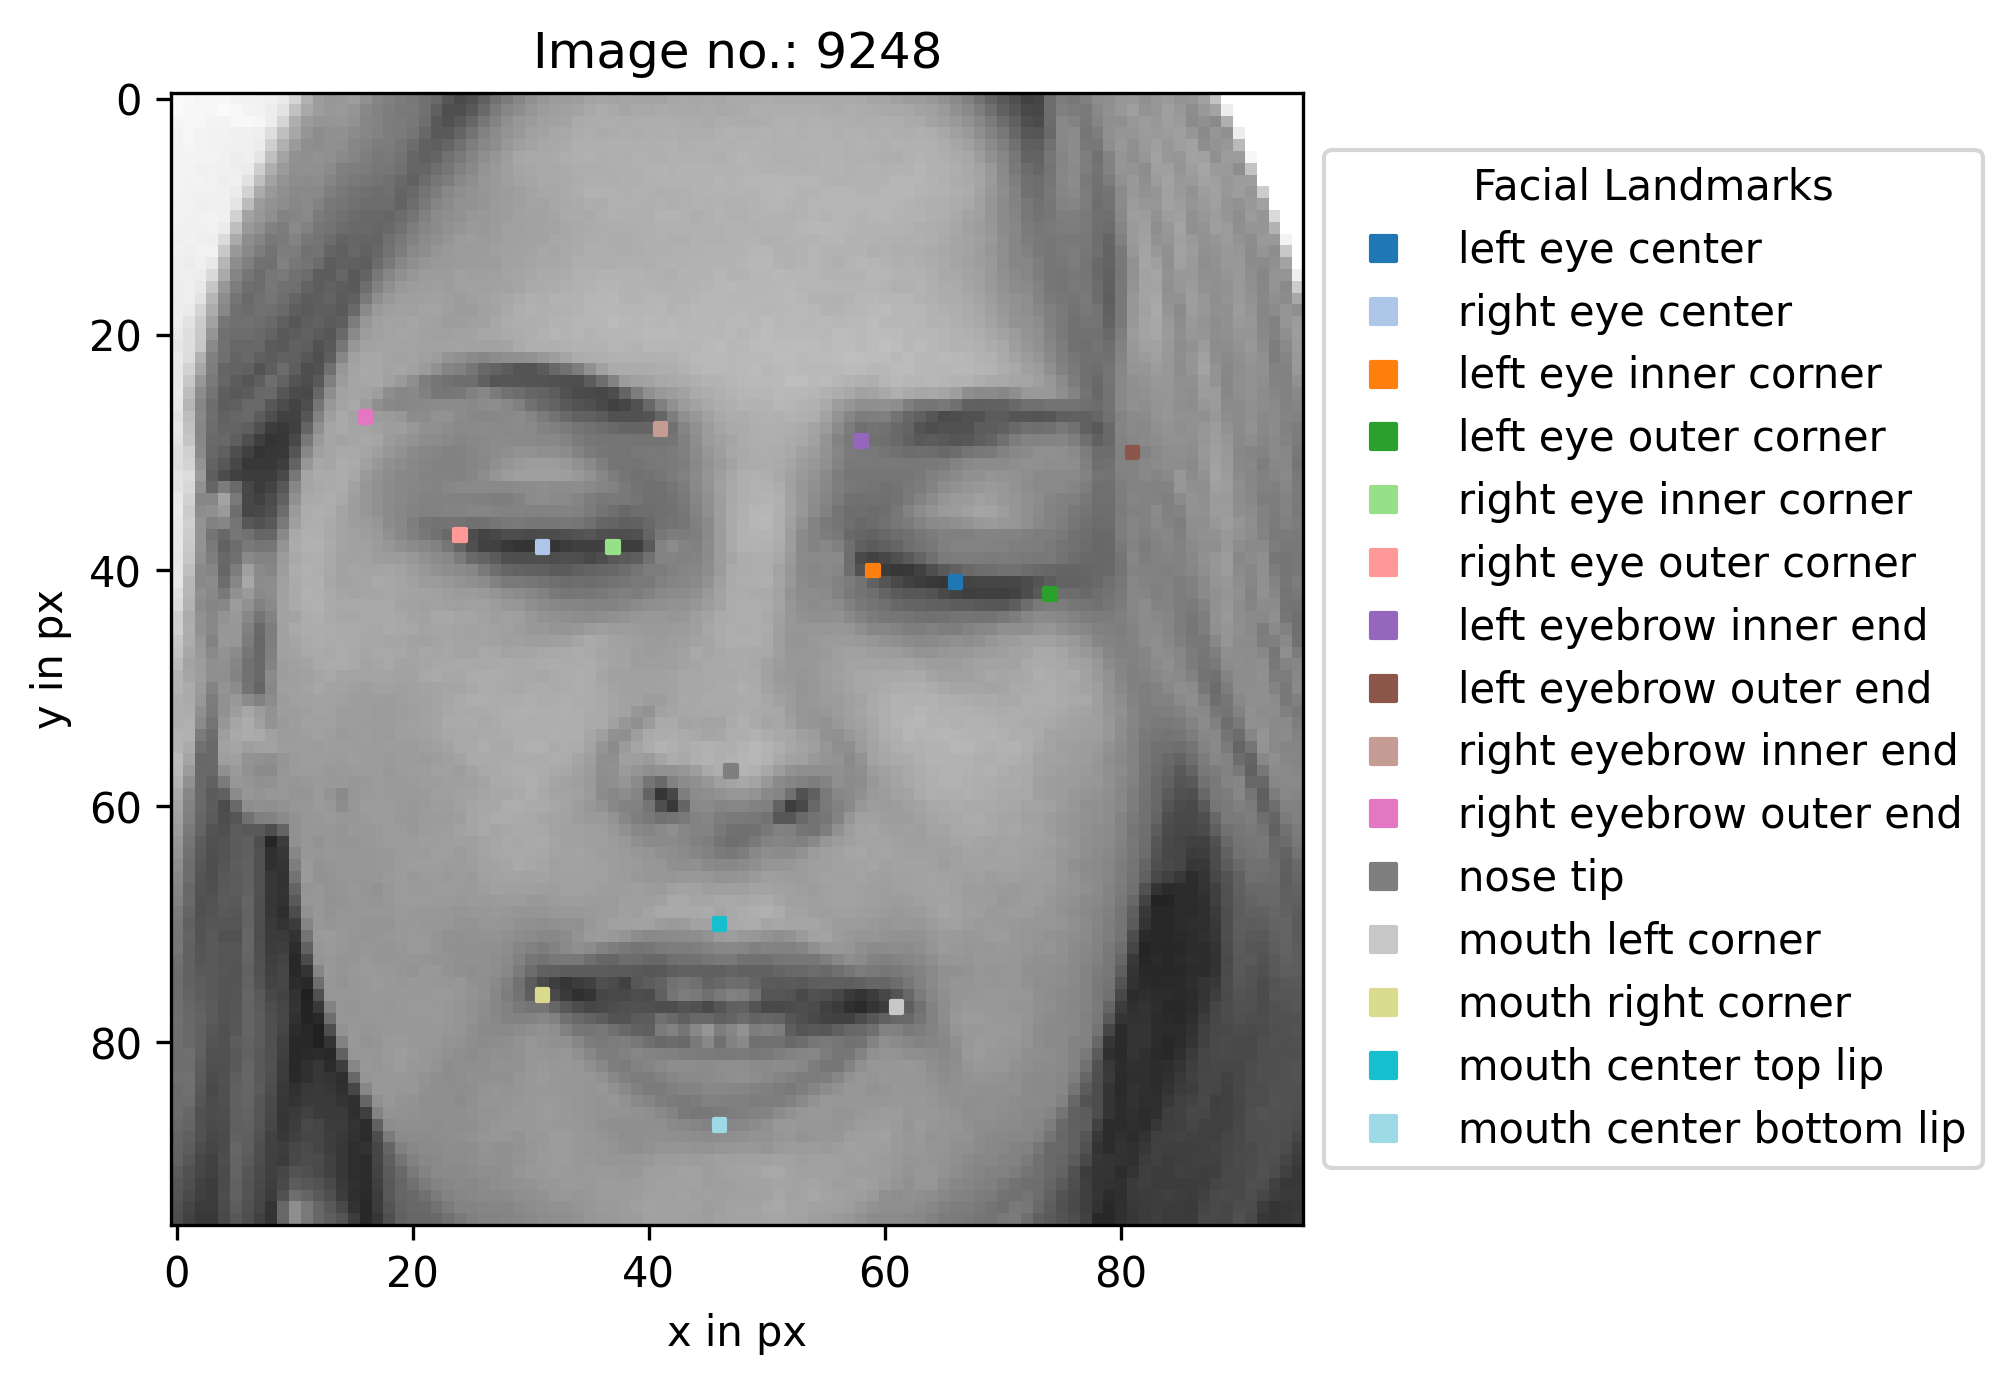 Image no.: 9248
0
20
40
60
80
y in px
0 20 40 60 80
x in px
Facial Landmarks
left eye center
right eye center
left eye inner corner
left eye outer corner
right eye inner corner
right eye outer corner
left eyebrow inner end
left eyebrow outer end
right eyebrow inner end
right eyebrow outer end
nose tip
mouth left corner
mouth right corner
mouth center top lip
mouth center bottom lip